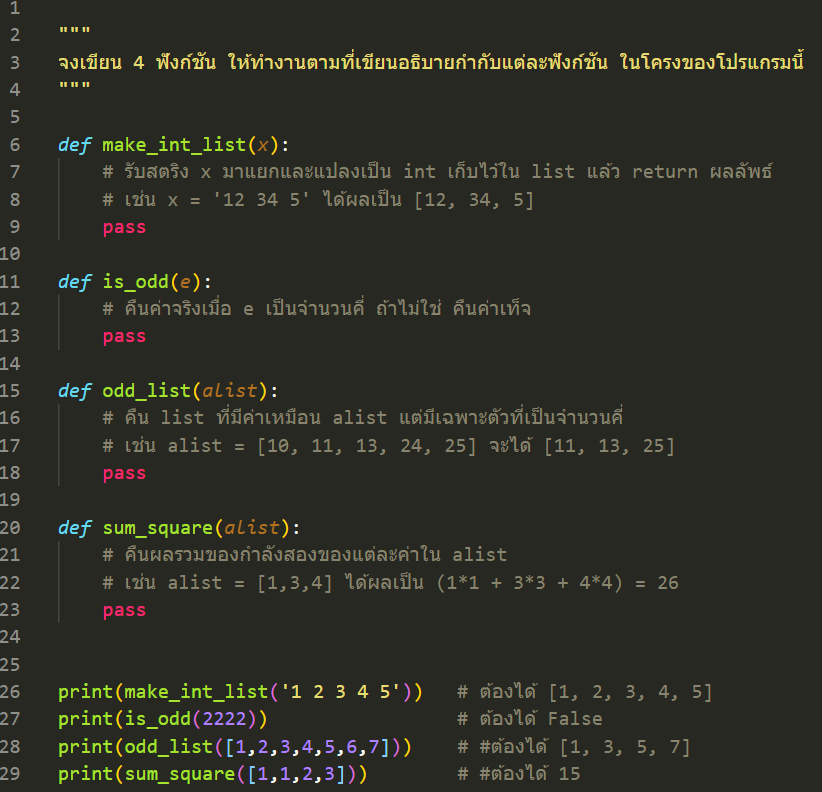 1
2 """
3 จงเขียน 4 ฟังก์ชัน ให้ทำงานตามที่เขียนอธิบายกำกับแต่ละฟังก์ชัน ในโครงของโปรแกรมนี้
4 """
5
6 def make_int_list(x):
7     # รับสตริง x มาแยกและแปลงเป็น int เก็บไว้ใน list แล้ว return ผลลัพธ์
8     # เช่น x = '12 34 5' ได้ผลเป็น [12, 34, 5]
9     pass
10
11 def is_odd(e):
12     # คืนค่าจริงเมื่อ e เป็นจำนวนคี่ ถ้าไม่ใช่ คืนค่าเท็จ
13     pass
14
15 def odd_list(alist):
16     # คืน list ที่มีค่าเหมือน alist แต่มีเฉพาะตัวที่เป็นจำนวนคี่
17     # เช่น alist = [10, 11, 13, 24, 25] จะได้ [11, 13, 25]
18     pass
19
20 def sum_square(alist):
21     # คืนผลรวมของกำลังสองของแต่ละค่าใน alist
22     # เช่น alist = [1,3,4] ได้ผลเป็น (1*1 + 3*3 + 4*4) = 26
23     pass
24
25
26 print(make_int_list('1 2 3 4 5'))   # ต้องได้ [1, 2, 3, 4, 5]
27 print(is_odd(2222))                 # ต้องได้ False
28 print(odd_list([1,2,3,4,5,6,7]))    # #ต้องได้ [1, 3, 5, 7]
29 print(sum_square([1,1,2,3]))        # #ต้องได้ 15